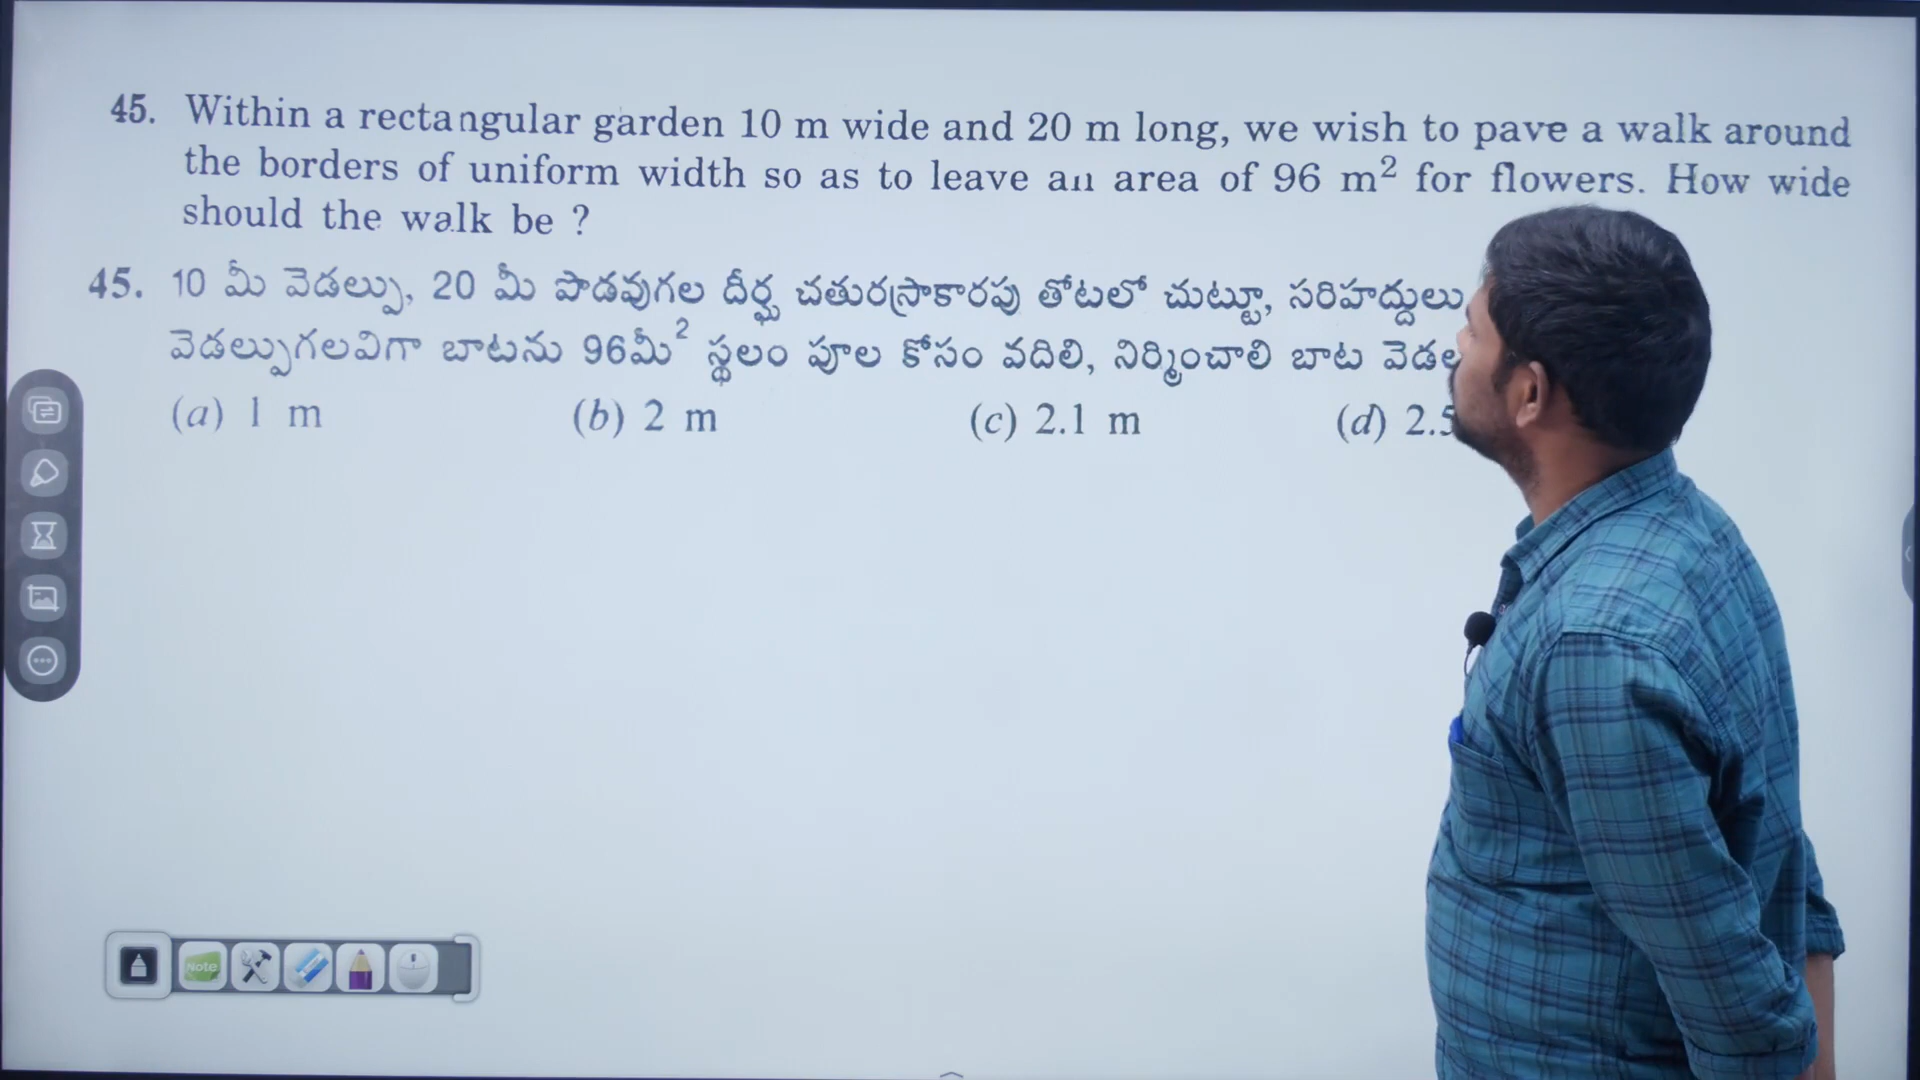 45. Within a rectangular garden 10 m wide and 20 m long, we wish to pave a walk around
the borders of uniform width so as to leave an area of 96 m² for flowers. How wide
should the walk be ?
45. 10 మీ వెడల్పు, 20 మీ పొడవుగల దీర్ఘ చతురస్రాకారపు తోటలో చుట్టూ, సరిహద్దులు
వెడల్పుగలవిగా బాటను 96మీ² స్థలం పూల కోసం వదిలి, నిర్మించాలి బాట
(a) 1 m (b) 2 m (c) 2.1 m (d) 2.5
Note